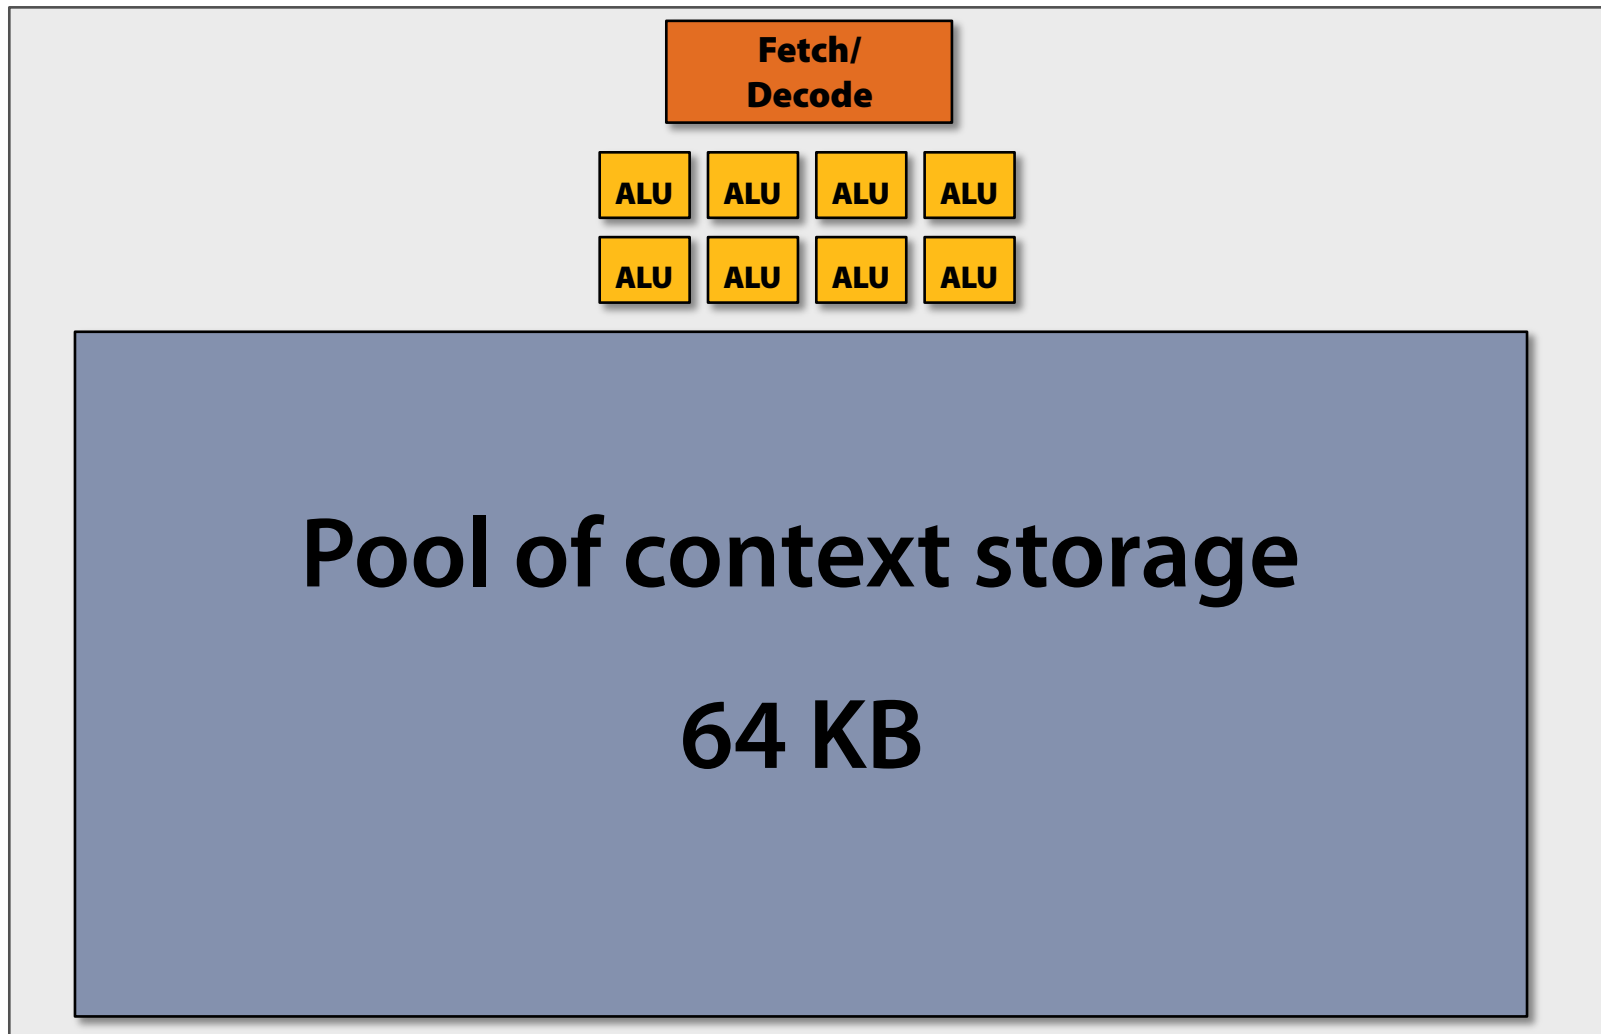 Fetch/
Decode
ALU ALU ALU ALU
ALU ALU ALU ALU
Pool of context storage
64 KB